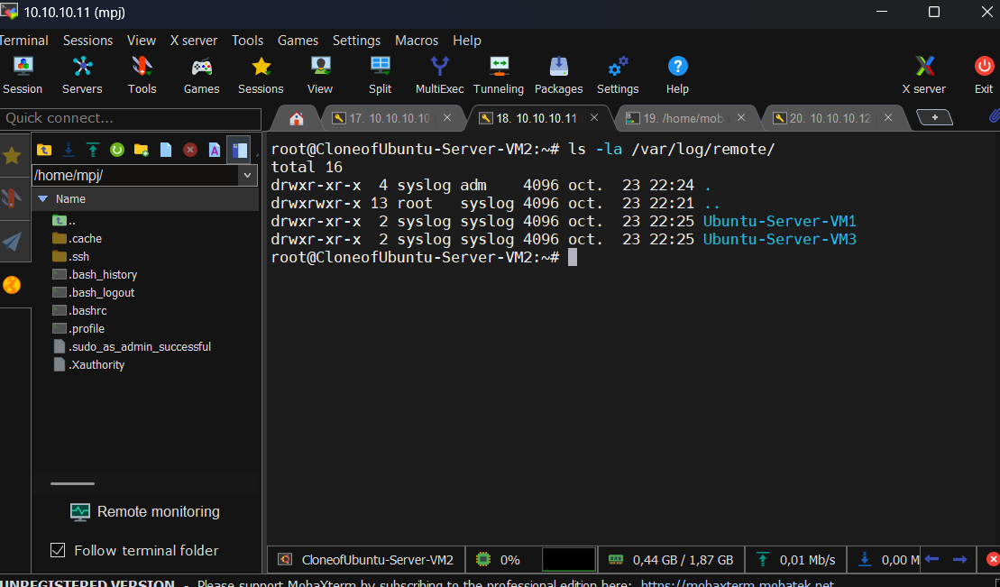 10.10.10.11 (mpj)
Terminal Sessions View X server Tools Games Settings Macros Help
Session Servers Tools Games Sessions View Split MultiExec Tunneling Packages Settings Help X server Exit
Quick connect...
17. 10.10.10.10
18. 10.10.10.11
19. /home/mob
20. 10.10.10.12
/home/mpj/
Name
..
.cache
.ssh
.bash_history
.bash_logout
.bashrc
.profile
.sudo_as_admin_successful
.Xauthority
Remote monitoring
Follow terminal folder
root@CloneofUbuntu-Server-VM2:~# ls -la /var/log/remote/
total 16
drwxr-xr-x 4 syslog adm 4096 oct. 23 22:24 .
drwxrwxr-x 13 root syslog 4096 oct. 23 22:21 ..
drwxr-xr-x 2 syslog syslog 4096 oct. 23 22:25 Ubuntu-Server-VM1
drwxr-xr-x 2 syslog syslog 4096 oct. 23 22:25 Ubuntu-Server-VM3
root@CloneofUbuntu-Server-VM2:~#
CloneofUbuntu-Server-VM2 0% 0,44 GB / 1,87 GB 0,01 Mb/s 0,00 M
UNREGISTERED VERSION - Please support MobaXterm by subscribing to the professional edition here: https://mobaxterm.mobatek.net